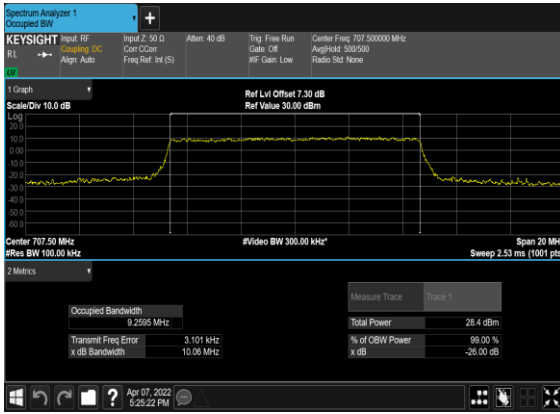 Spectrum Analyzer 1
Occupied BW
+
KEYSIGHT Input: RF Input Z: 50 Ω Atten: 40 dB Trig: Free Run Center Freq: 707.500000 MHz
RL Coupling: DC Corr CCorr Gate: Off Avg|Hold: 500/500
Align: Auto Freq Ref: Int (S) #IF Gain: Low Radio Std: None
1 Graph
Ref Lvl Offset 7.30 dB
Scale/Div 10.0 dB Ref Value 30.00 dBm
Log
20.0
10.0
0.00
-10.0
-20.0
-30.0
-40.0
-50.0
-60.0
Center 707.50 MHz #Video BW 300.00 kHz* Span 20 MH
#Res BW 100.00 kHz Sweep 2.53 ms (1001 pts
2 Metrics
Measure Trace Trace 1
Occupied Bandwidth
9.2595 MHz Total Power 28.4 dBm
Transmit Freq Error 3.101 kHz % of OBW Power 99.00 %
x dB Bandwidth 10.06 MHz x dB -26.00 dB
? Apr 07, 2022
5:25:22 PM